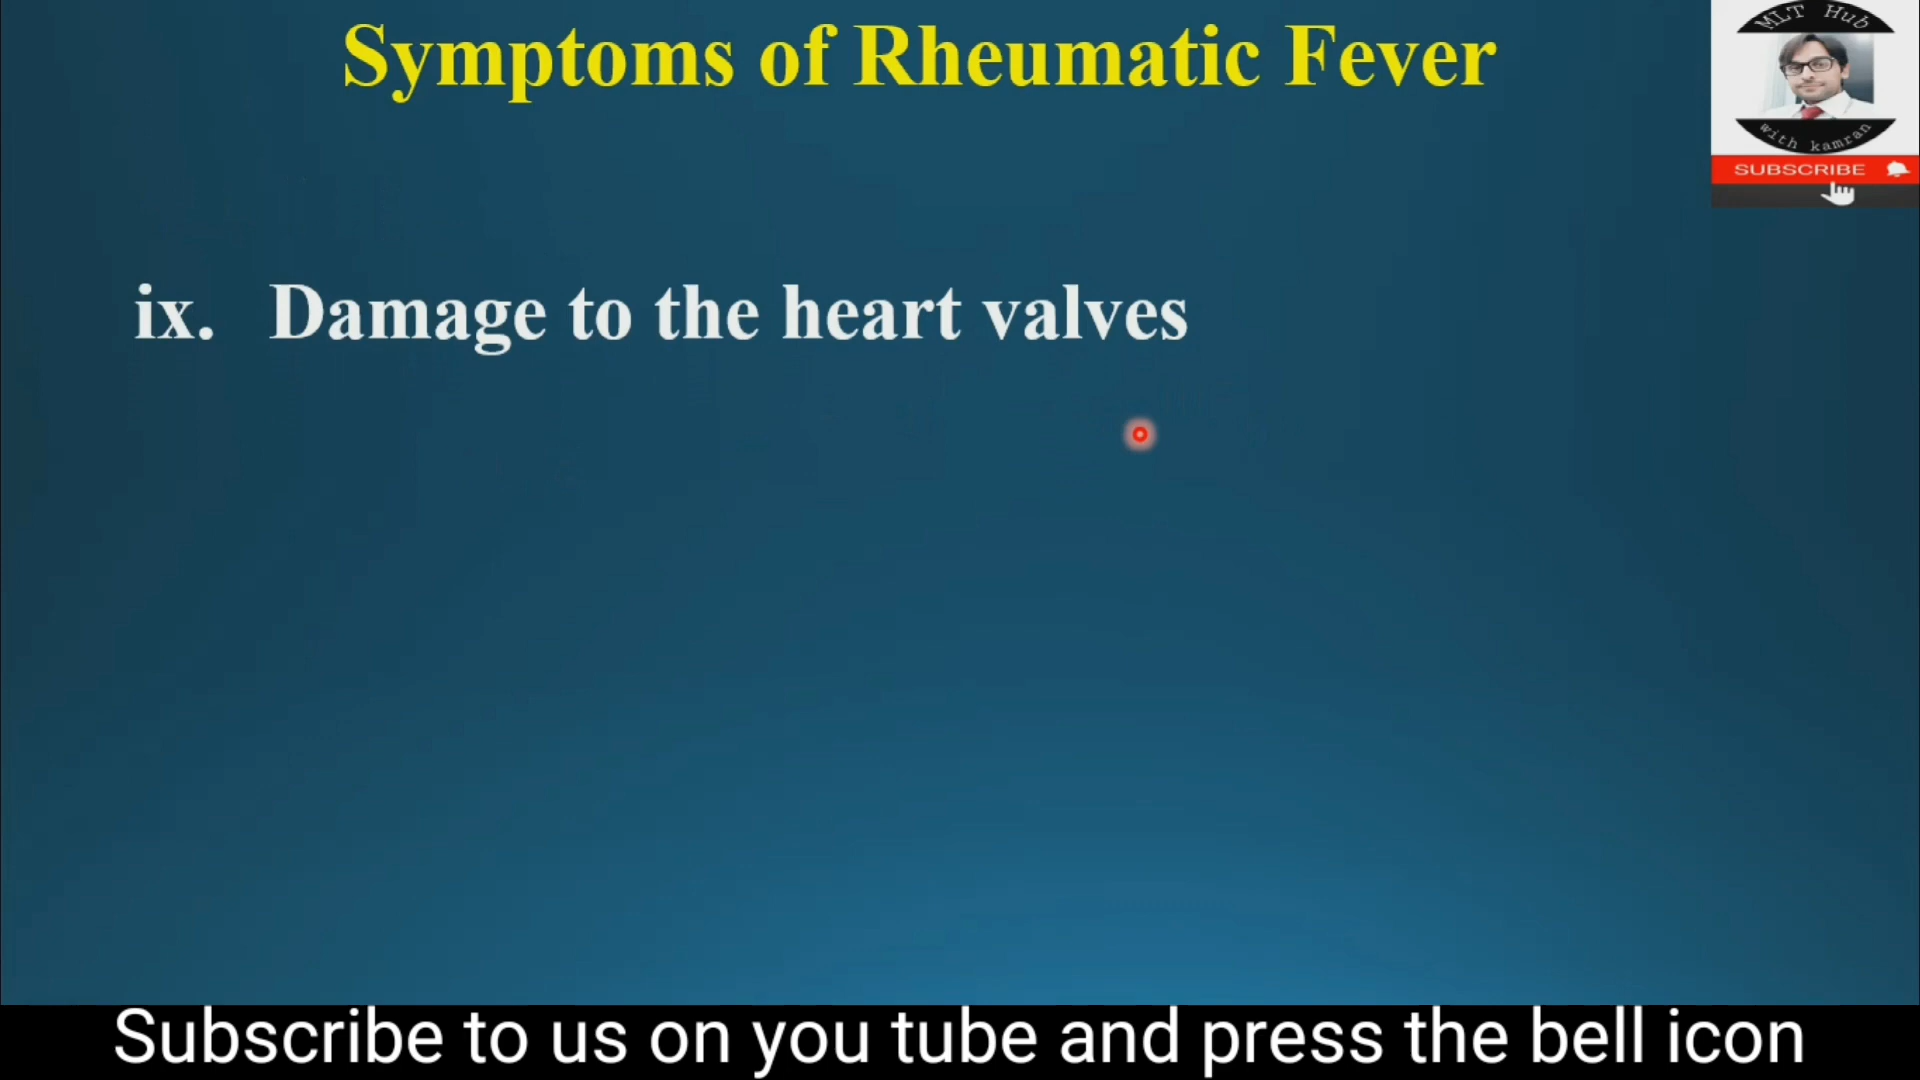 Symptoms of Rheumatic Fever
MLT Hub
with kamran
SUBSCRIBE
ix. Damage to the heart valves
Subscribe to us on you tube and press the bell icon